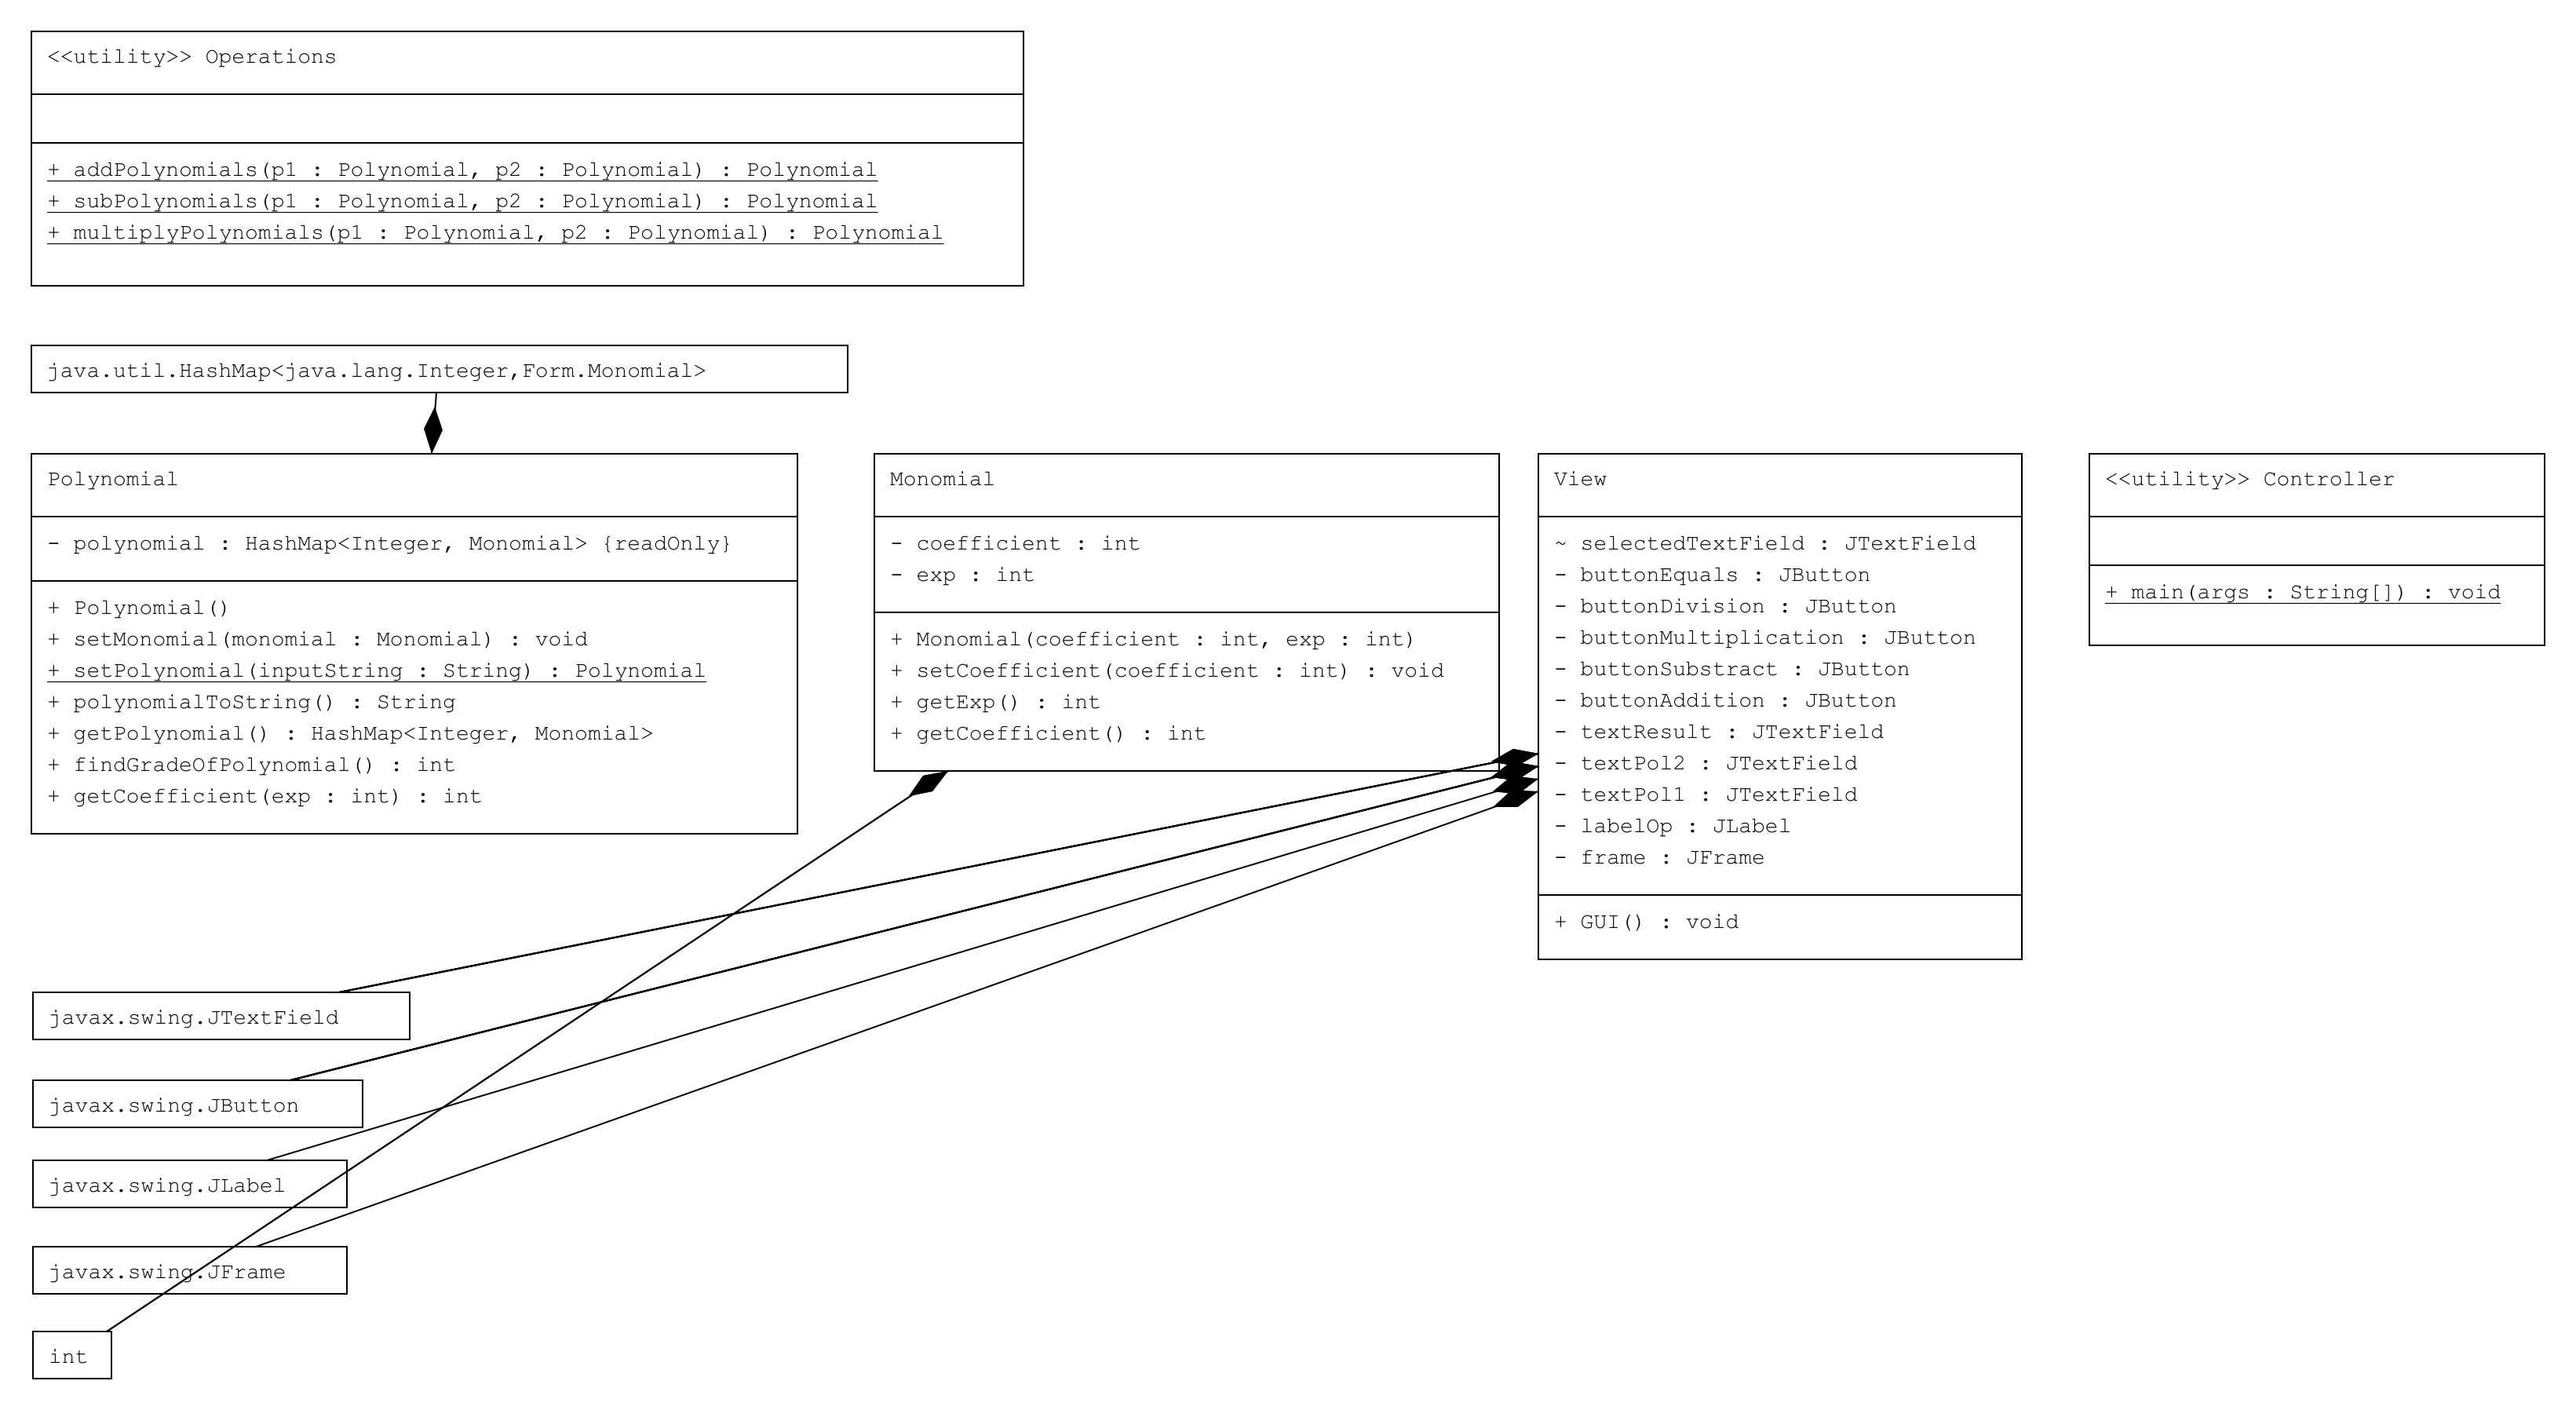 <<utility>> Operations
+ addPolynomials(p1 : Polynomial, p2 : Polynomial) : Polynomial
+ subPolynomials(p1 : Polynomial, p2 : Polynomial) : Polynomial
+ multiplyPolynomials(p1 : Polynomial, p2 : Polynomial) : Polynomial
java.util.HashMap<java.lang.Integer,Form.Monomial>
Polynomial
- polynomial : HashMap<Integer, Monomial> {readOnly}
+ Polynomial()
+ setMonomial(monomial : Monomial) : void
+ setPolynomial(inputString : String) : Polynomial
+ polynomialToString() : String
+ getPolynomial() : HashMap<Integer, Monomial>
+ findGradeOfPolynomial() : int
+ getCoefficient(exp : int) : int
Monomial
- coefficient : int
- exp : int
+ Monomial(coefficient : int, exp : int)
+ setCoefficient(coefficient : int) : void
+ getExp() : int
+ getCoefficient() : int
View
~ selectedTextField : JTextField
- buttonEquals : JButton
- buttonDivision : JButton
- buttonMultiplication : JButton
- buttonSubstract : JButton
- buttonAddition : JButton
- textResult : JTextField
- textPol2 : JTextField
- textPol1 : JTextField
- labelOp : JLabel
- frame : JFrame
+ GUI() : void
<<utility>> Controller
+ main(args : String[]) : void
javax.swing.JTextField
javax.swing.JButton
javax.swing.JLabel
javax.swing.JFrame
int